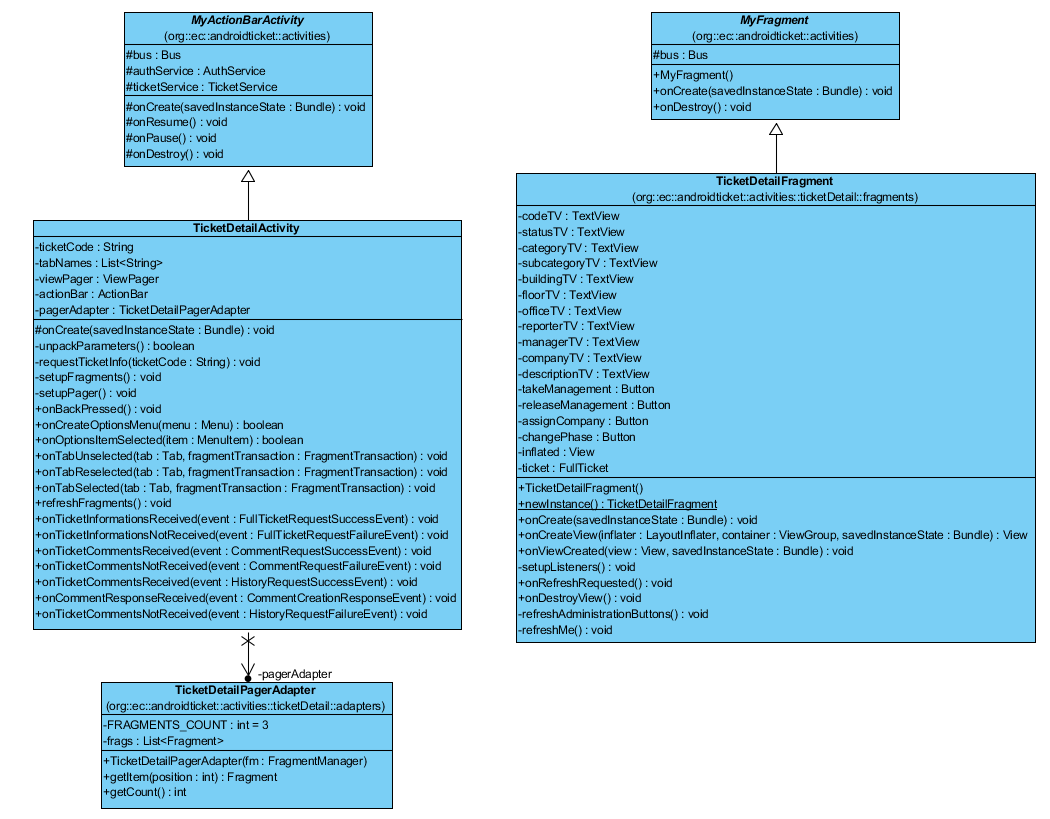 MyActionBarActivity
(org::ec::androidticket::activities)
#bus : Bus
#authService : AuthService
#ticketService : TicketService
#onCreate(savedInstanceState : Bundle) : void
#onResume() : void
#onPause() : void
#onDestroy() : void
TicketDetailActivity
-ticketCode : String
-tabNames : List<String>
-viewPager : ViewPager
-actionBar : ActionBar
-pagerAdapter : TicketDetailPagerAdapter
#onCreate(savedInstanceState : Bundle) : void
-unpackParameters() : boolean
-requestTicketInfo(ticketCode : String) : void
-setupFragments() : void
-setupPager() : void
+onBackPressed() : void
+onCreateOptionsMenu(menu : Menu) : boolean
+onOptionsItemSelected(item : MenuItem) : boolean
+onTabUnselected(tab : Tab, fragmentTransaction : FragmentTransaction) : void
+onTabReselected(tab : Tab, fragmentTransaction : FragmentTransaction) : void
+onTabSelected(tab : Tab, fragmentTransaction : FragmentTransaction) : void
+refreshFragments() : void
+onTicketInformationsReceived(event : FullTicketRequestSuccessEvent) : void
+onTicketInformationsNotReceived(event : FullTicketRequestFailureEvent) : void
+onTicketCommentsReceived(event : CommentRequestSuccessEvent) : void
+onTicketCommentsNotReceived(event : CommentRequestFailureEvent) : void
+onTicketCommentsReceived(event : HistoryRequestSuccessEvent) : void
+onCommentResponseReceived(event : CommentCreationResponseEvent) : void
+onTicketCommentsNotReceived(event : HistoryRequestFailureEvent) : void
-pagerAdapter
TicketDetailPagerAdapter
(org::ec::androidticket::activities::ticketDetail::adapters)
-FRAGMENTS_COUNT : int = 3
-frags : List<Fragment>
+TicketDetailPagerAdapter(fm : FragmentManager)
+getItem(position : int) : Fragment
+getCount() : int
MyFragment
(org::ec::androidticket::activities)
#bus : Bus
+MyFragment()
+onCreate(savedInstanceState : Bundle) : void
+onDestroy() : void
TicketDetailFragment
(org::ec::androidticket::activities::ticketDetail::fragments)
-codeTV : TextView
-statusTV : TextView
-categoryTV : TextView
-subcategoryTV : TextView
-buildingTV : TextView
-floorTV : TextView
-officeTV : TextView
-reporterTV : TextView
-managerTV : TextView
-companyTV : TextView
-descriptionTV : TextView
-takeManagement : Button
-releaseManagement : Button
-assignCompany : Button
-changePhase : Button
-inflated : View
-ticket : FullTicket
+TicketDetailFragment()
+newInstance() : TicketDetailFragment
+onCreate(savedInstanceState : Bundle) : void
+onCreateView(inflater : LayoutInflater, container : ViewGroup, savedInstanceState : Bundle) : View
+onViewCreated(view : View, savedInstanceState : Bundle) : void
-setupListeners() : void
+onRefreshRequested() : void
+onDestroyView() : void
-refreshAdministrationButtons() : void
-refreshMe() : void